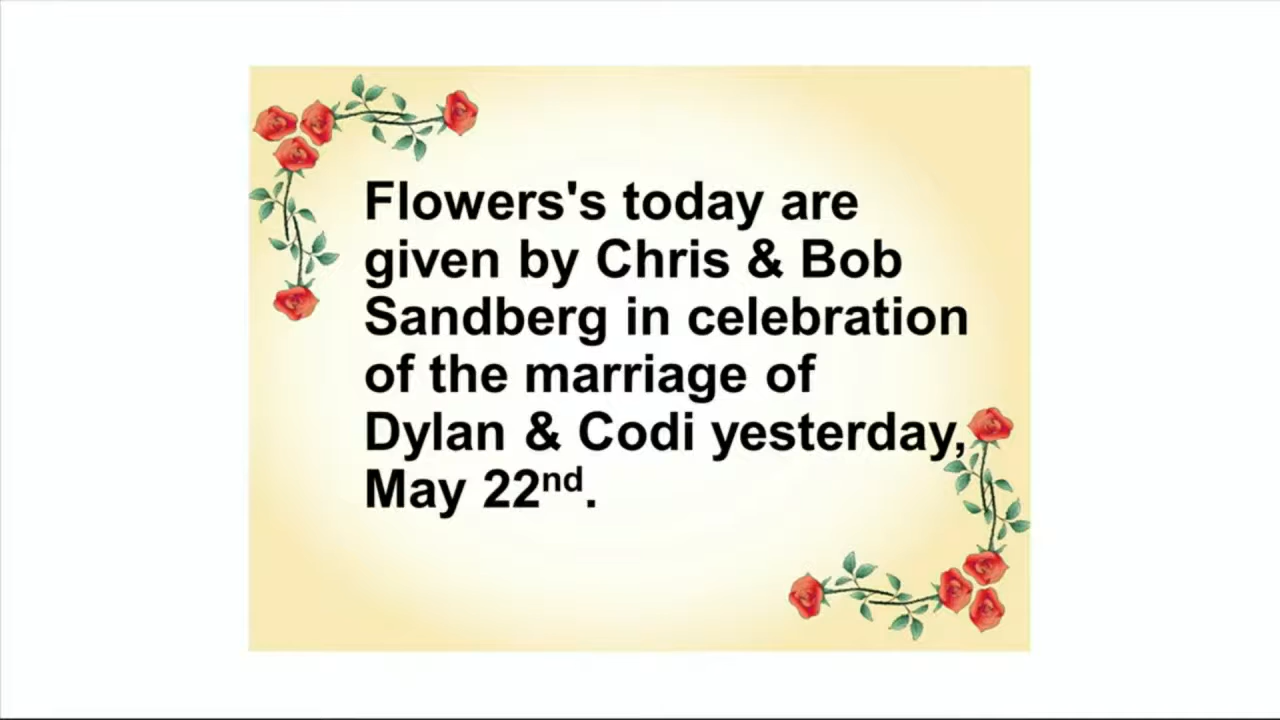 Flowers's today are
given by Chris & Bob
Sandberg in celebration
of the marriage of
Dylan & Codi yesterday,
May 22nd.